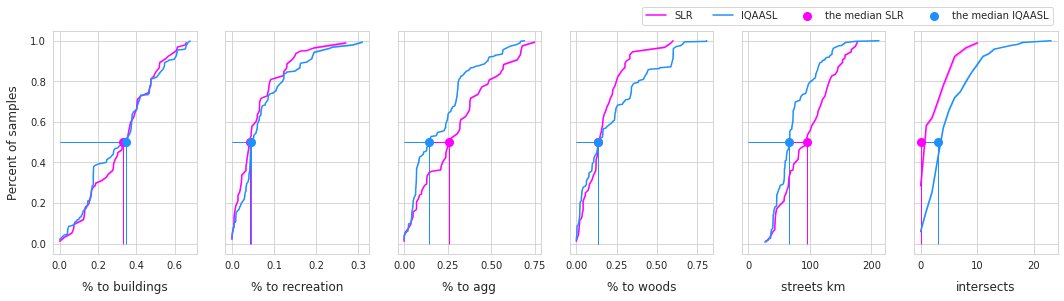 SLR IQAASL the median SLR the median IQAASL
Percent of samples
1.0
0.8
0.6
0.4
0.2
0.0
0.0 0.2 0.4 0.6
% to buildings
0.0 0.1 0.2 0.3
% to recreation
0.00 0.25 0.50 0.75
% to agg
0.00 0.25 0.50 0.75
% to woods
0 100 200
streets km
0 10 20
intersects